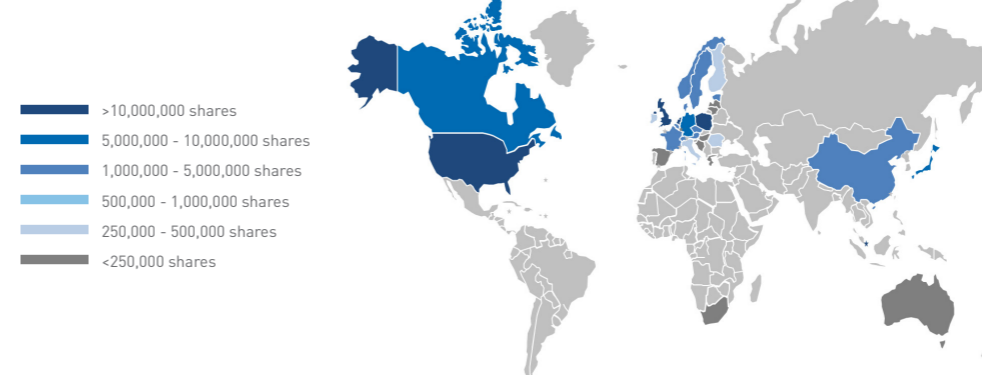 >10,000,000 shares
5,000,000 - 10,000,000 shares
1,000,000 - 5,000,000 shares
500,000 - 1,000,000 shares
250,000 - 500,000 shares
<250,000 shares